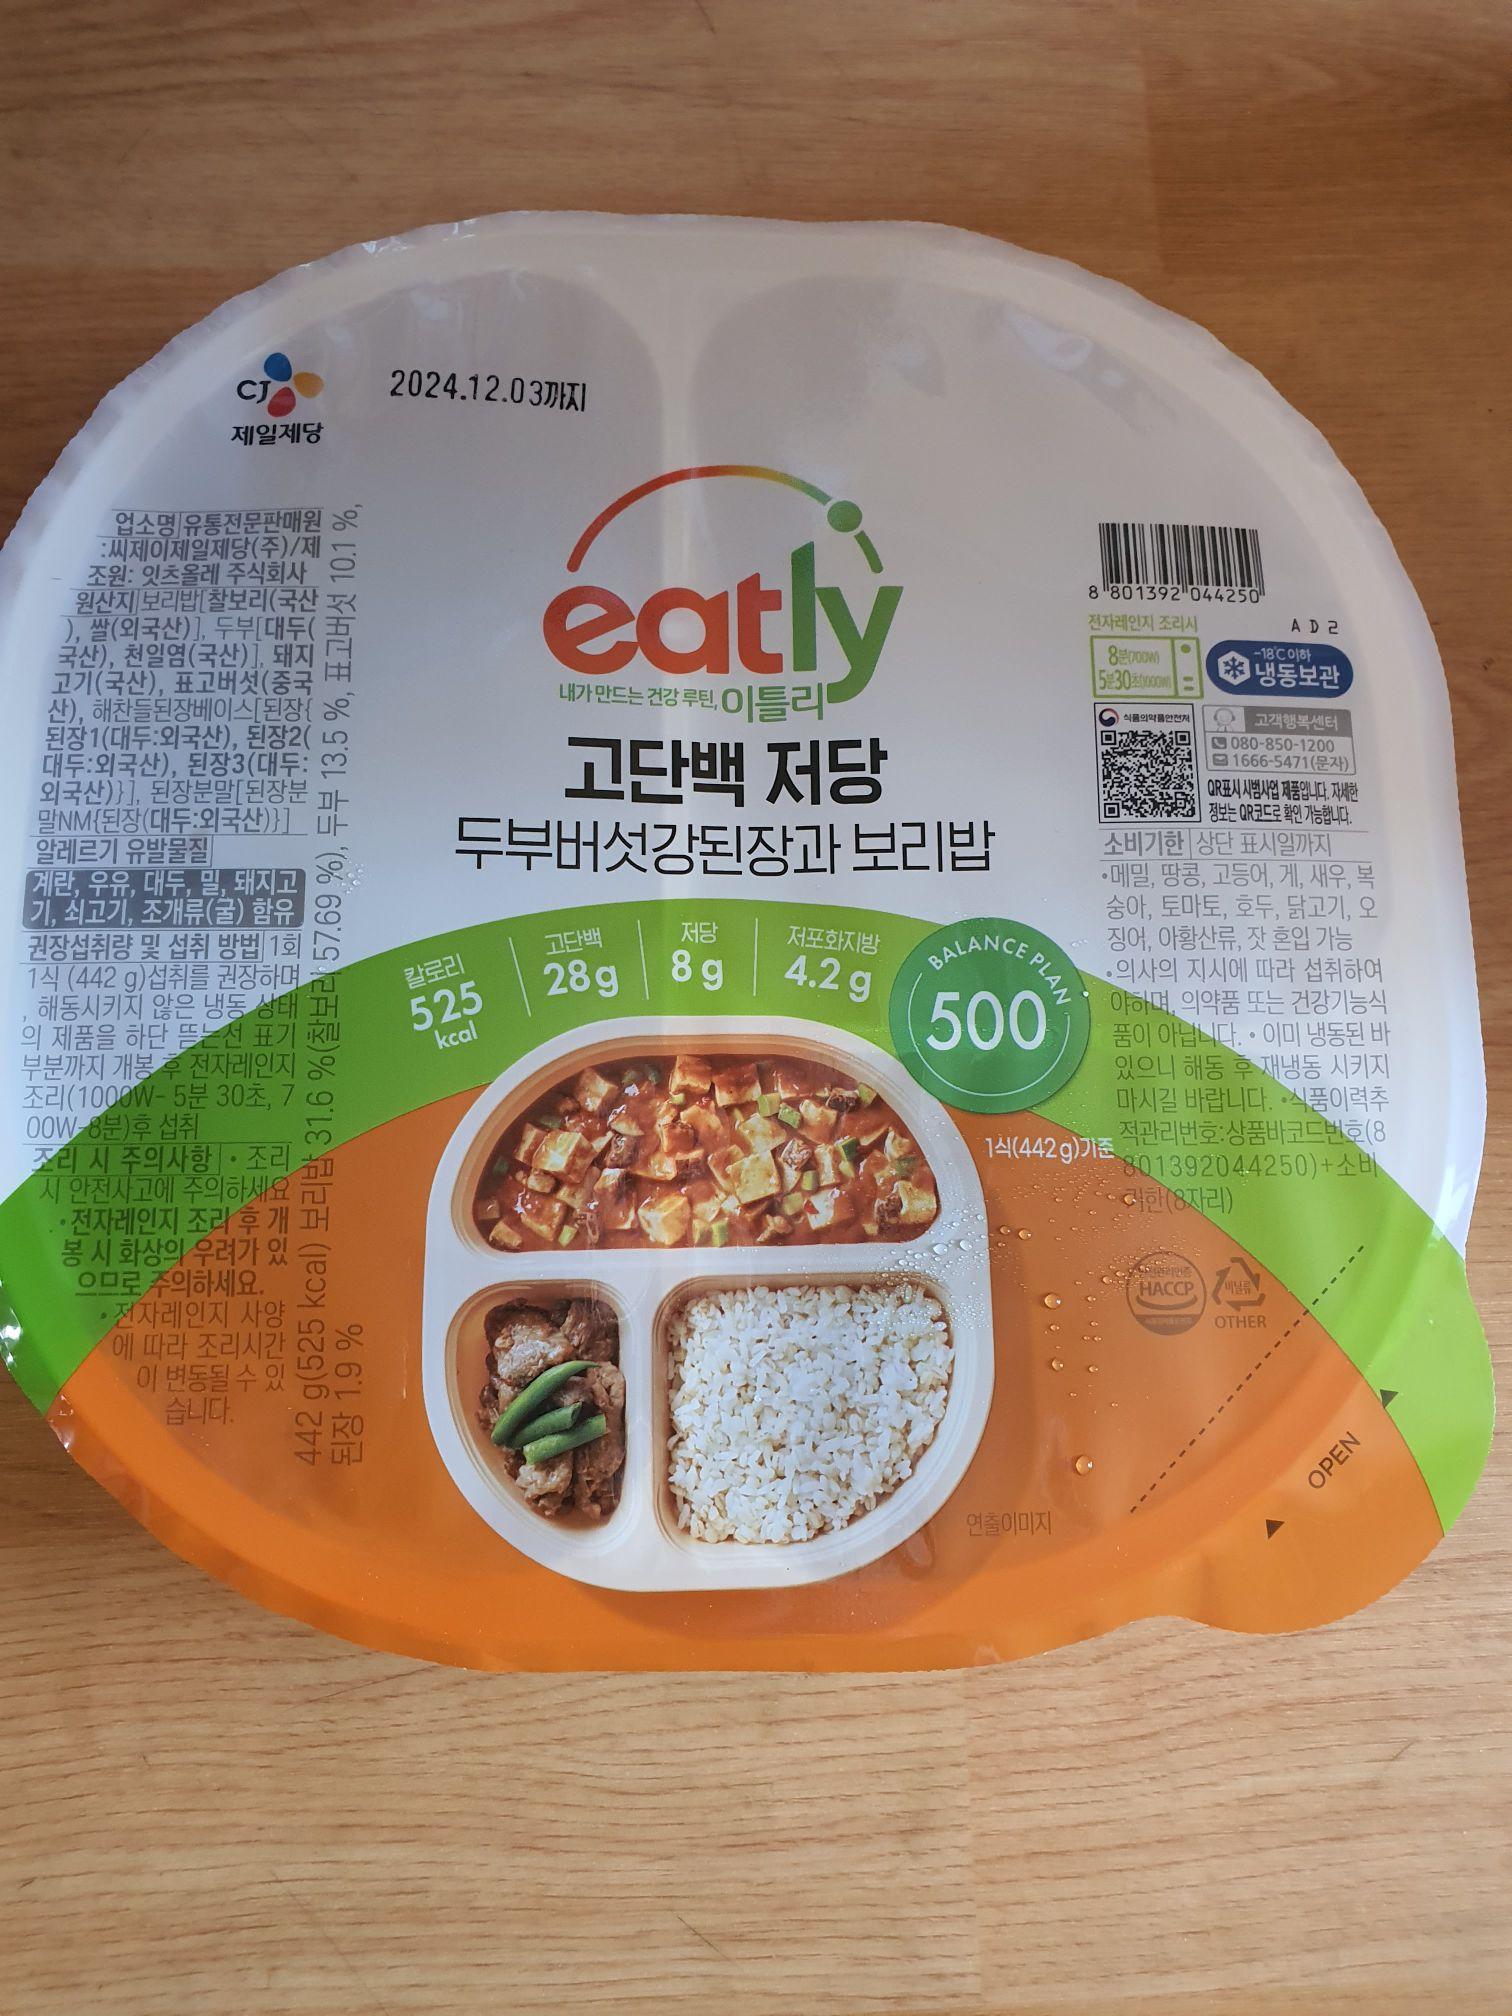 CJ
제일제당
2024.12.03까지
업소명 유통전문판매원
:씨제이제일제당(주)/제
조원: 잇츠올레 주식회사
원산지 보리밥[찰보리(국산
), 쌀(외국산)], 두부[대두(
국산), 천일염(국산)], 돼지
고기(국산), 표고버섯(중국
산), 해찬들된장베이스[된장{
된장1(대두:외국산), 된장2(
대두:외국산), 된장3(대두:
외국산)}], 된장분말[된장분
말NM{된장(대두:외국산)}]
알레르기 유발물질
계란, 우유, 대두, 밀, 돼지고
기, 쇠고기, 조개류(굴) 함유
권장섭취량 및 섭취 방법 1회
1식 (442 g)섭취를 권장하며
, 해동시키지 않은 냉동 상태
의 제품을 하단 뜯는선 표기
부분까지 개봉 후 전자레인지
조리(1000W- 5분 30초, 7
00W-8분)후 섭취
조리 시 주의사항 • 조리
시 안전사고에 주의하세요
. • 전자레인지 조리 후 개
봉 시 화상의 우려가 있
으므로 주의하세요.
• 전자레인지 사양
에 따라 조리시간
이 변동될 수 있
습니다.
442 g(525 kcal) 보리밥 31.6 %(찰보리 57.69 %), 두부 13.5 %, 표고버섯 10.1 %,
된장 1.9 %
eatly
내가 만드는 건강 루틴, 이틀리
고단백 저당
두부버섯강된장과 보리밥
칼로리
525
kcal
고단백
28g
저당
8g
저포화지방
4.2g
BALANCE PLAN
500
1식(442g)기준
연출이미지
8 801392 044250
전자레인지 조리시
8분(700W)
5분30초(1000W)
AD2
-18℃ 이하
냉동보관
식품의약품안전처
고객행복센터
080-850-1200
1666-5471(문자)
QR표시 시범사업 제품입니다. 자세한
정보는 QR코드로 확인 가능합니다.
소비기한 상단 표시일까지
•메밀, 땅콩, 고등어, 게, 새우, 복
숭아, 토마토, 호두, 닭고기, 오
징어, 아황산류, 잣 혼입 가능
•의사의 지시에 따라 섭취하여
야하며, 의약품 또는 건강기능식
품이 아닙니다. • 이미 냉동된 바
있으니 해동 후 재냉동 시키지
마시길 바랍니다. •식품이력추
적관리번호:상품바코드번호(8
801392044250)+소비
기한(8자리)
HACCP
비닐류
OTHER
OPEN